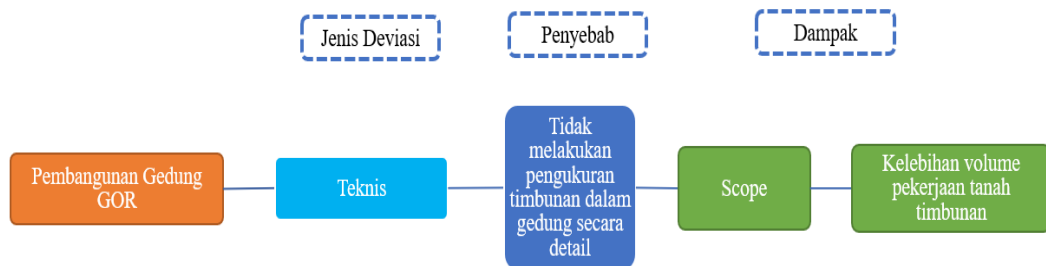 Jenis Deviasi
Penyebab
Dampak
Pembangunan Gedung
GOR
Teknis
Tidak
melakukan
pengukuran
timbunan dalam
gedung secara
detail
Scope
Kelebihan volume
pekerjaan tanah
timbunan